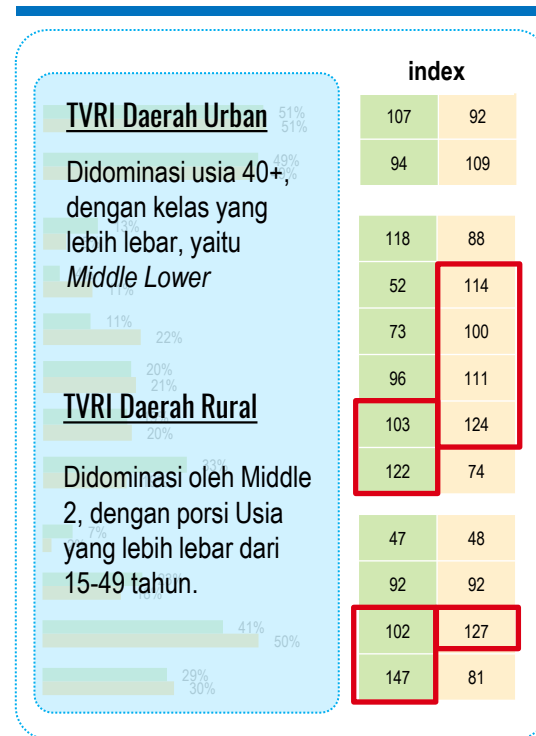 index
TVRI Daerah Urban
51%
51%
107 92
49%
94 109
Didominasi usia 40+,
dengan kelas yang
lebih lebar, yaitu
Middle Lower
118 88
11%
52 114
11%
22%
73 100
20%
21%
96 111
TVRI Daerah Rural
20%
103 124
Didominasi oleh Middle
2, dengan porsi Usia
yang lebih lebar dari
15-49 tahun.
122 74
7%
47 48
92 92
41%
50%
102 127
29%
30%
147 81